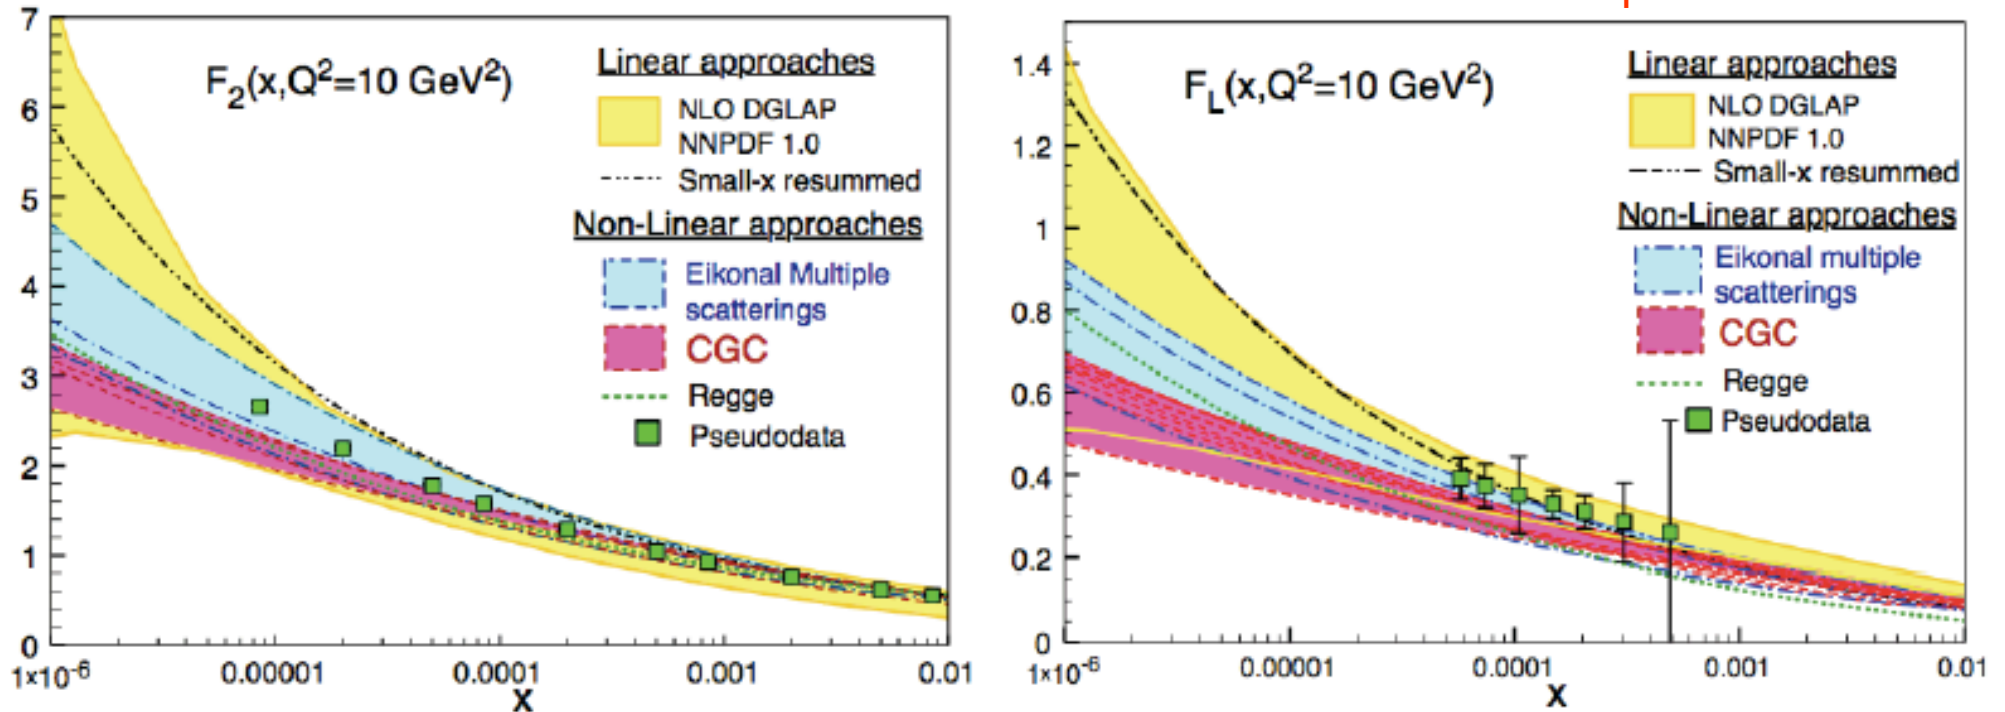 7
6
5
4
3
2
1
0
F2(x,Q²=10 GeV²)
Linear approaches
NLO DGLAP
NNPDF 1.0
Small-x resummed
Non-Linear approaches
Eikonal Multiple
scatterings
CGC
Regge
Pseudodata
1×10⁻⁶ 0.00001 0.0001 0.001 0.01
X
1.4
1.2
1
0.8
0.6
0.4
0.2
0
FL(x,Q²=10 GeV²)
Linear approaches
NLO DGLAP
NNPDF 1.0
Small-x resummed
Non-Linear approaches
Eikonal multiple
scatterings
CGC
Regge
Pseudodata
1×10⁻⁶ 0.00001 0.0001 0.001 0.01
X